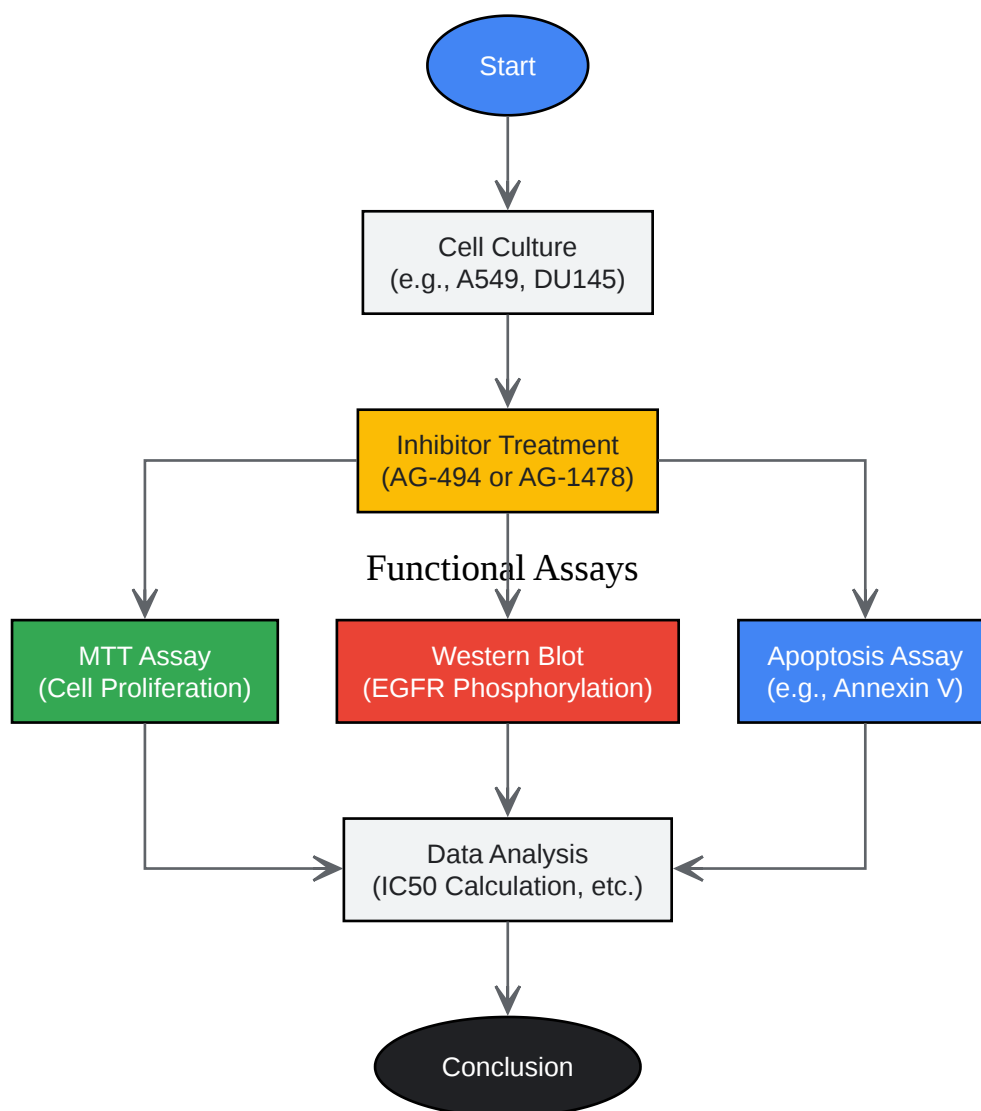 Start
Cell Culture
(e.g., A549, DU145)
Inhibitor Treatment
(AG-494 or AG-1478)
Functional Assays
MTT Assay
(Cell Proliferation)
Western Blot
(EGFR Phosphorylation)
Apoptosis Assay
(e.g., Annexin V)
Data Analysis
(IC50 Calculation, etc.)
Conclusion